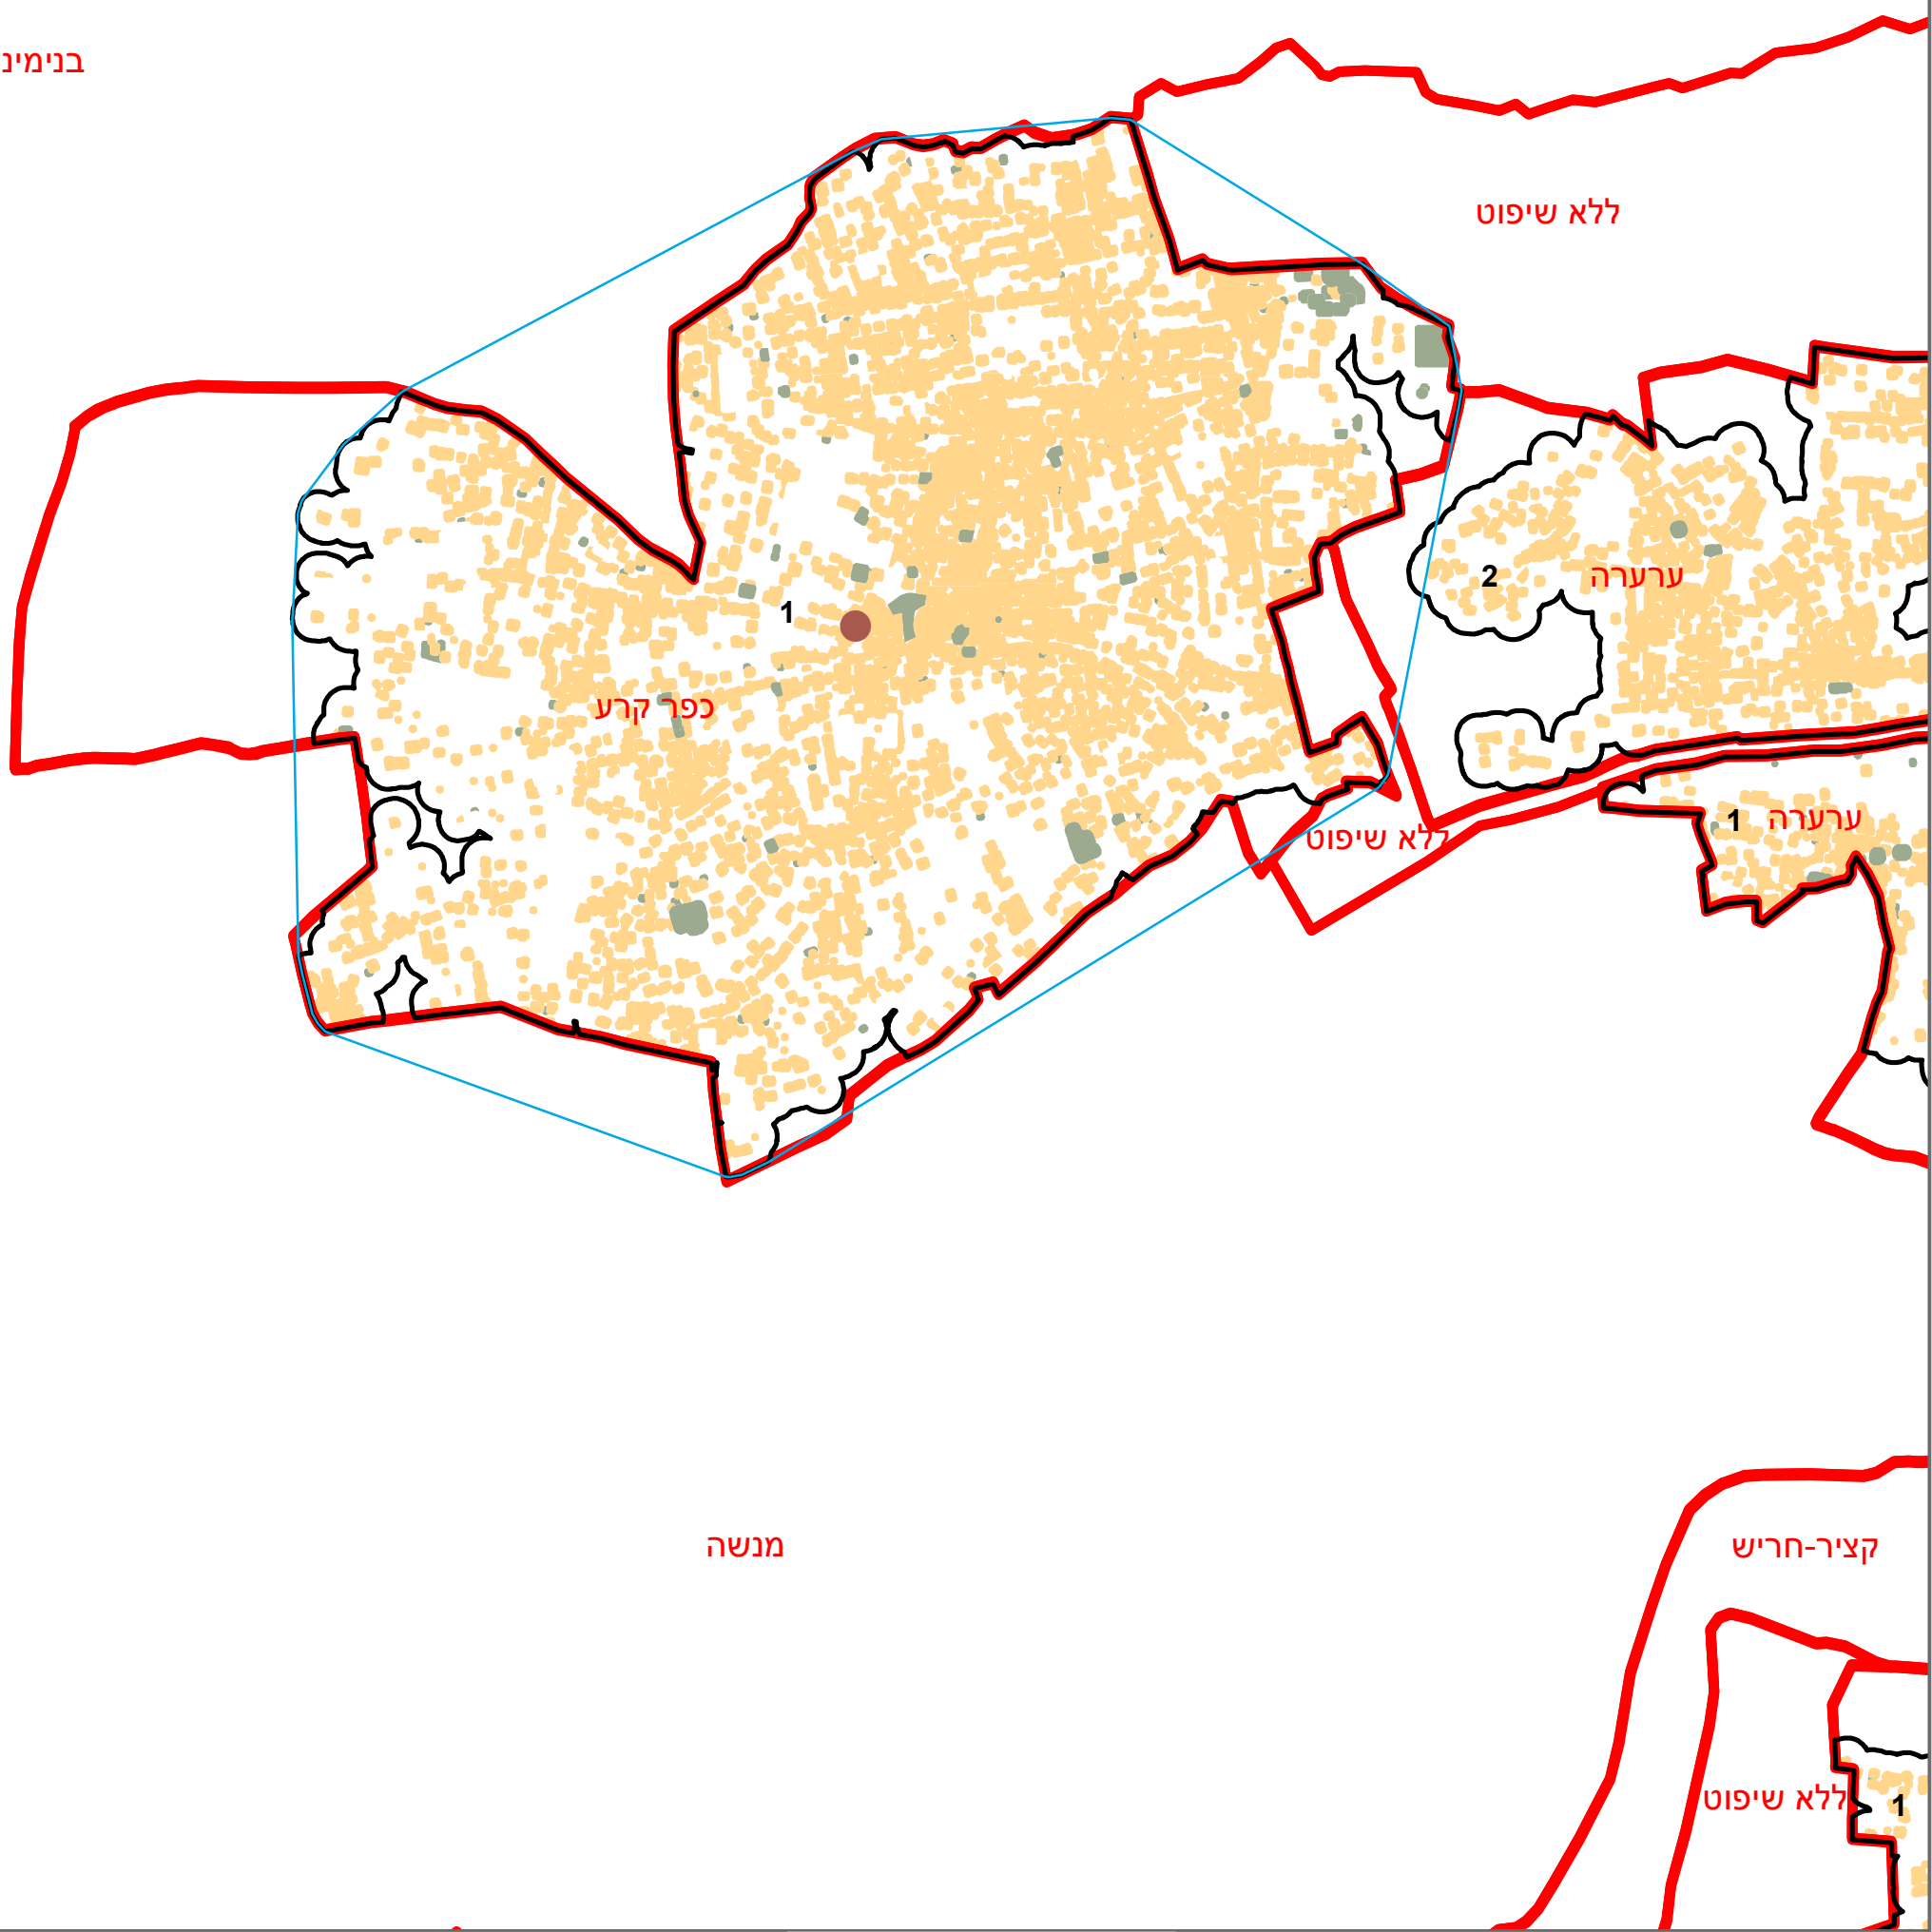 בנימינ
ללא שיפוט
2
ערערה
1
כפר קרע
1
ערערה
ללא שיפוט
מנשה
קציר-חריש
ללא שיפוט
1